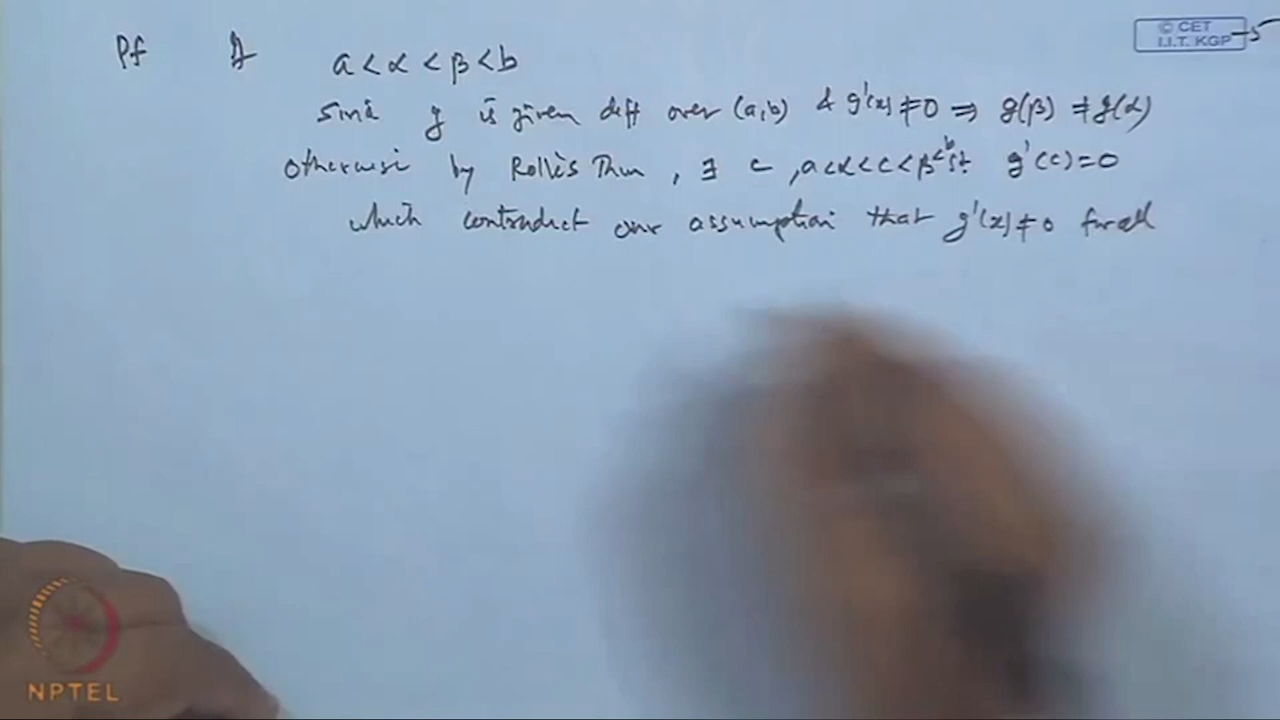 © CET
I.I.T. KGP
Pf If a < α < β < b
Since g is given diff over (a,b) & g'(x) ≠ 0 ⇒ g(β) ≠ g(α)
otherwise by Rolle's Thm , ∃ c , a<α<c<β<b s.t. g'(c) = 0
which contradict our assumption that g'(x) ≠ 0 for all
NPTEL